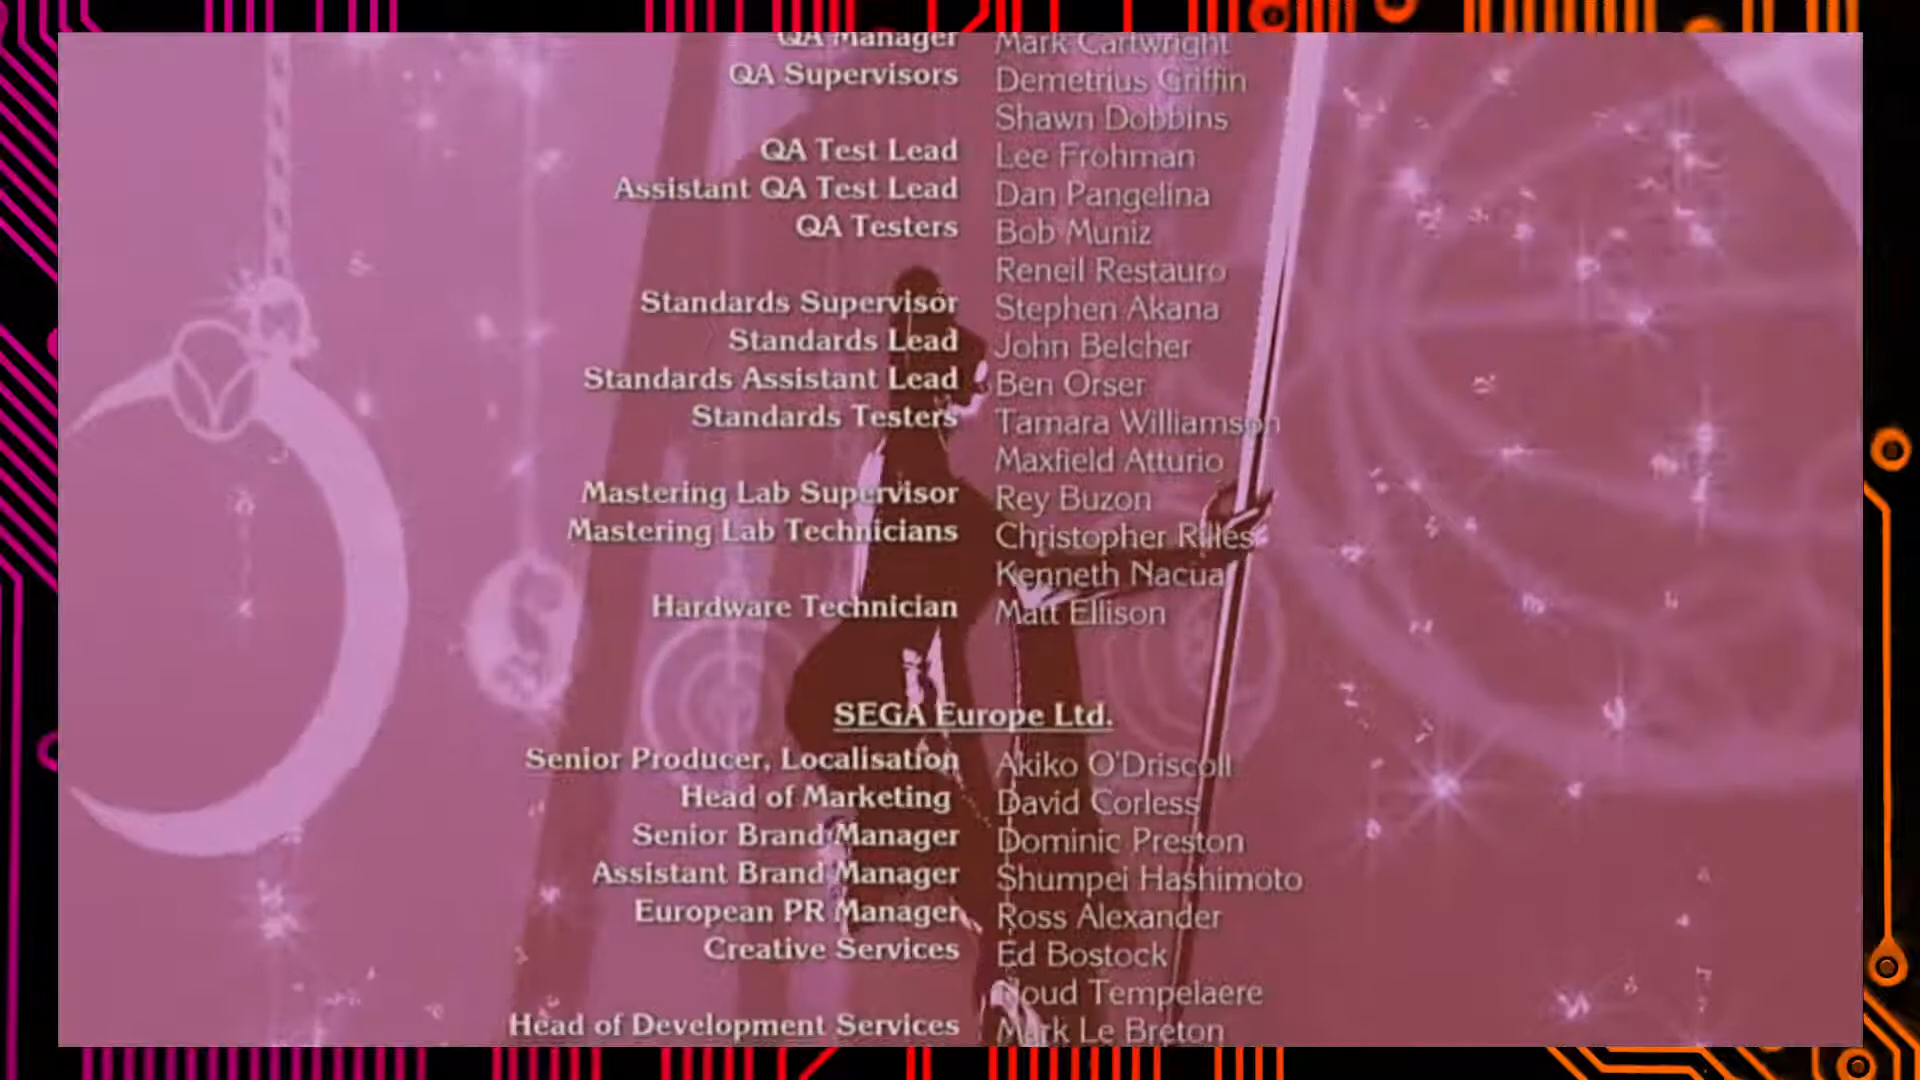 QA Manager Mark Cartwright
QA Supervisors Demetrius Griffin
Shawn Dobbins
QA Test Lead Lee Frohman
Assistant QA Test Lead Dan Pangelina
QA Testers Bob Muniz
Reneil Restauro
Standards Supervisor Stephen Akana
Standards Lead John Belcher
Standards Assistant Lead Ben Orser
Standards Testers Tamara Williamson
Maxfield Atturio
Mastering Lab Supervisor Rey Buzon
Mastering Lab Technicians Christopher Rilles
Kenneth Nacua
Hardware Technician Matt Ellison
SEGA Europe Ltd.
Senior Producer, Localisation Akiko O'Driscoll
Head of Marketing David Corless
Senior Brand Manager Dominic Preston
Assistant Brand Manager Shumpei Hashimoto
European PR Manager Ross Alexander
Creative Services Ed Bostock
Tempelaere
Head of Development Services Mark Le Breton